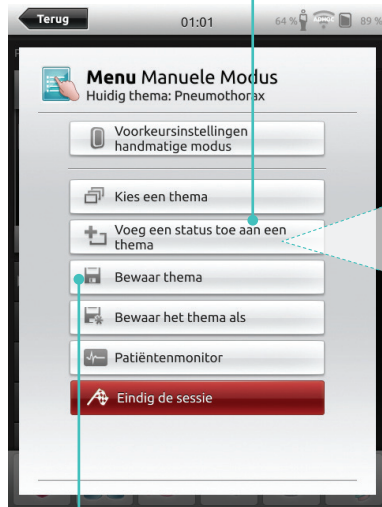 Terug
01:01
64 %
89 %
Menu Manuele Modus
Huidig thema: Pneumothorax
Voorkeursinstellingen
handmatige modus
Kies een thema
Voeg een status toe aan een
thema
Bewaar thema
Bewaar het thema als
Patiëntenmonitor
Eindig de sessie